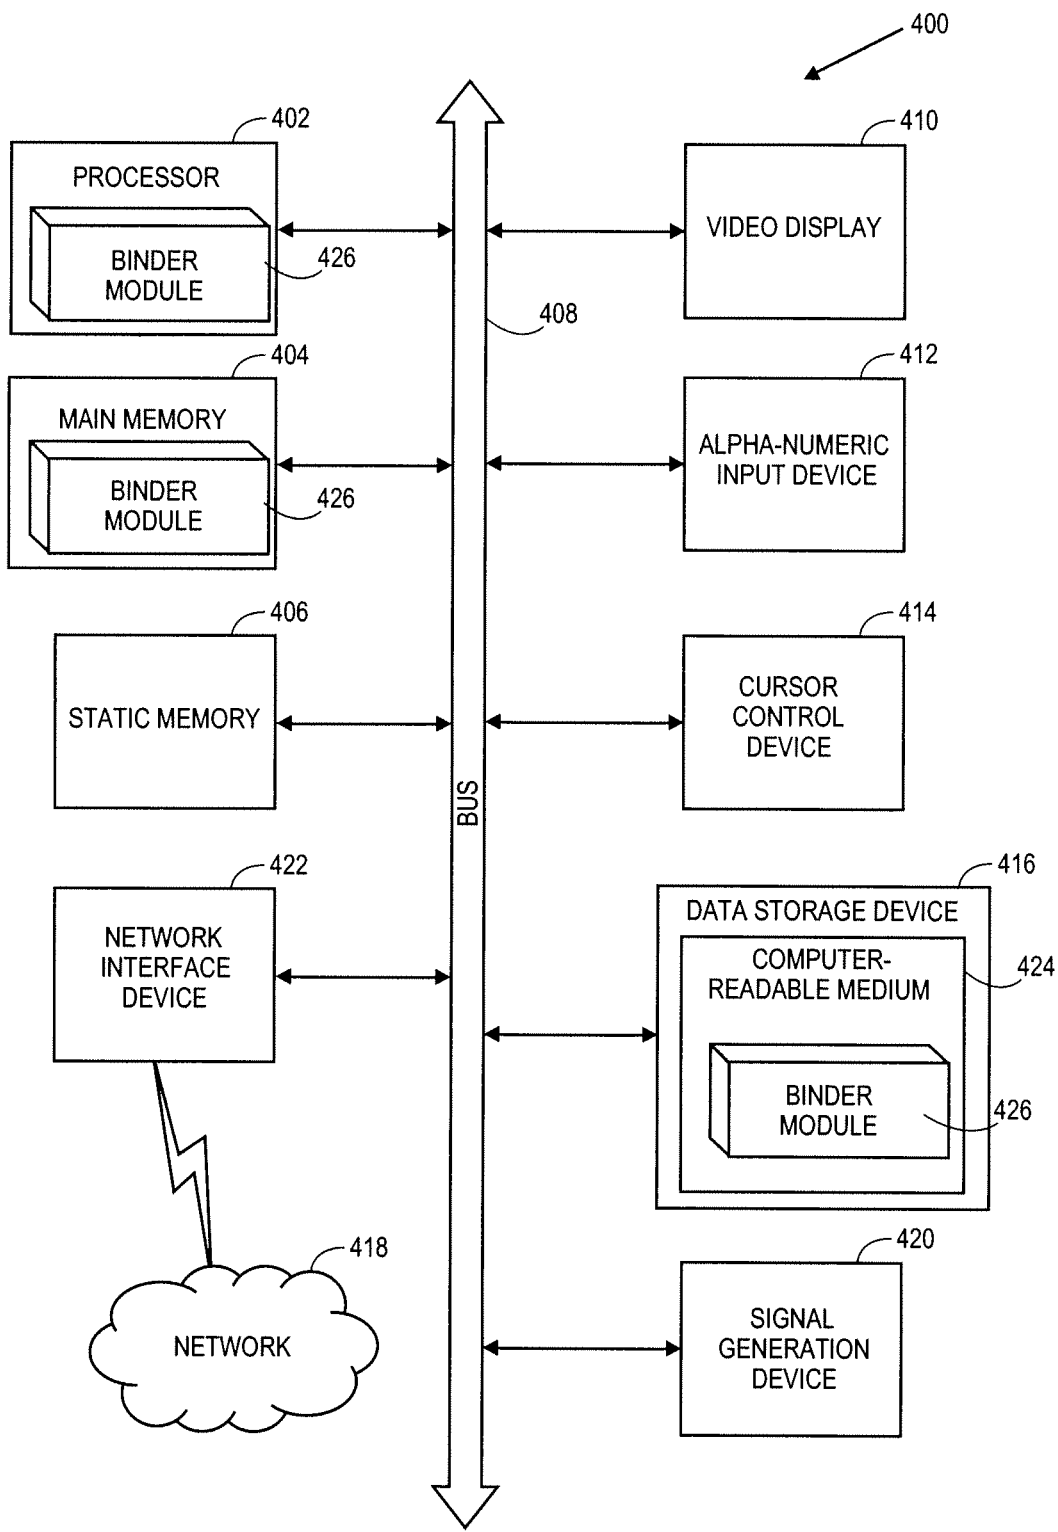 400
402
PROCESSOR
BINDER
MODULE
426
404
MAIN MEMORY
BINDER
MODULE
426
406
STATIC MEMORY
422
NETWORK
INTERFACE
DEVICE
418
NETWORK
408
BUS
410
VIDEO DISPLAY
412
ALPHA-NUMERIC
INPUT DEVICE
414
CURSOR
CONTROL
DEVICE
416
DATA STORAGE DEVICE
COMPUTER-
READABLE MEDIUM
424
BINDER
MODULE
426
420
SIGNAL
GENERATION
DEVICE